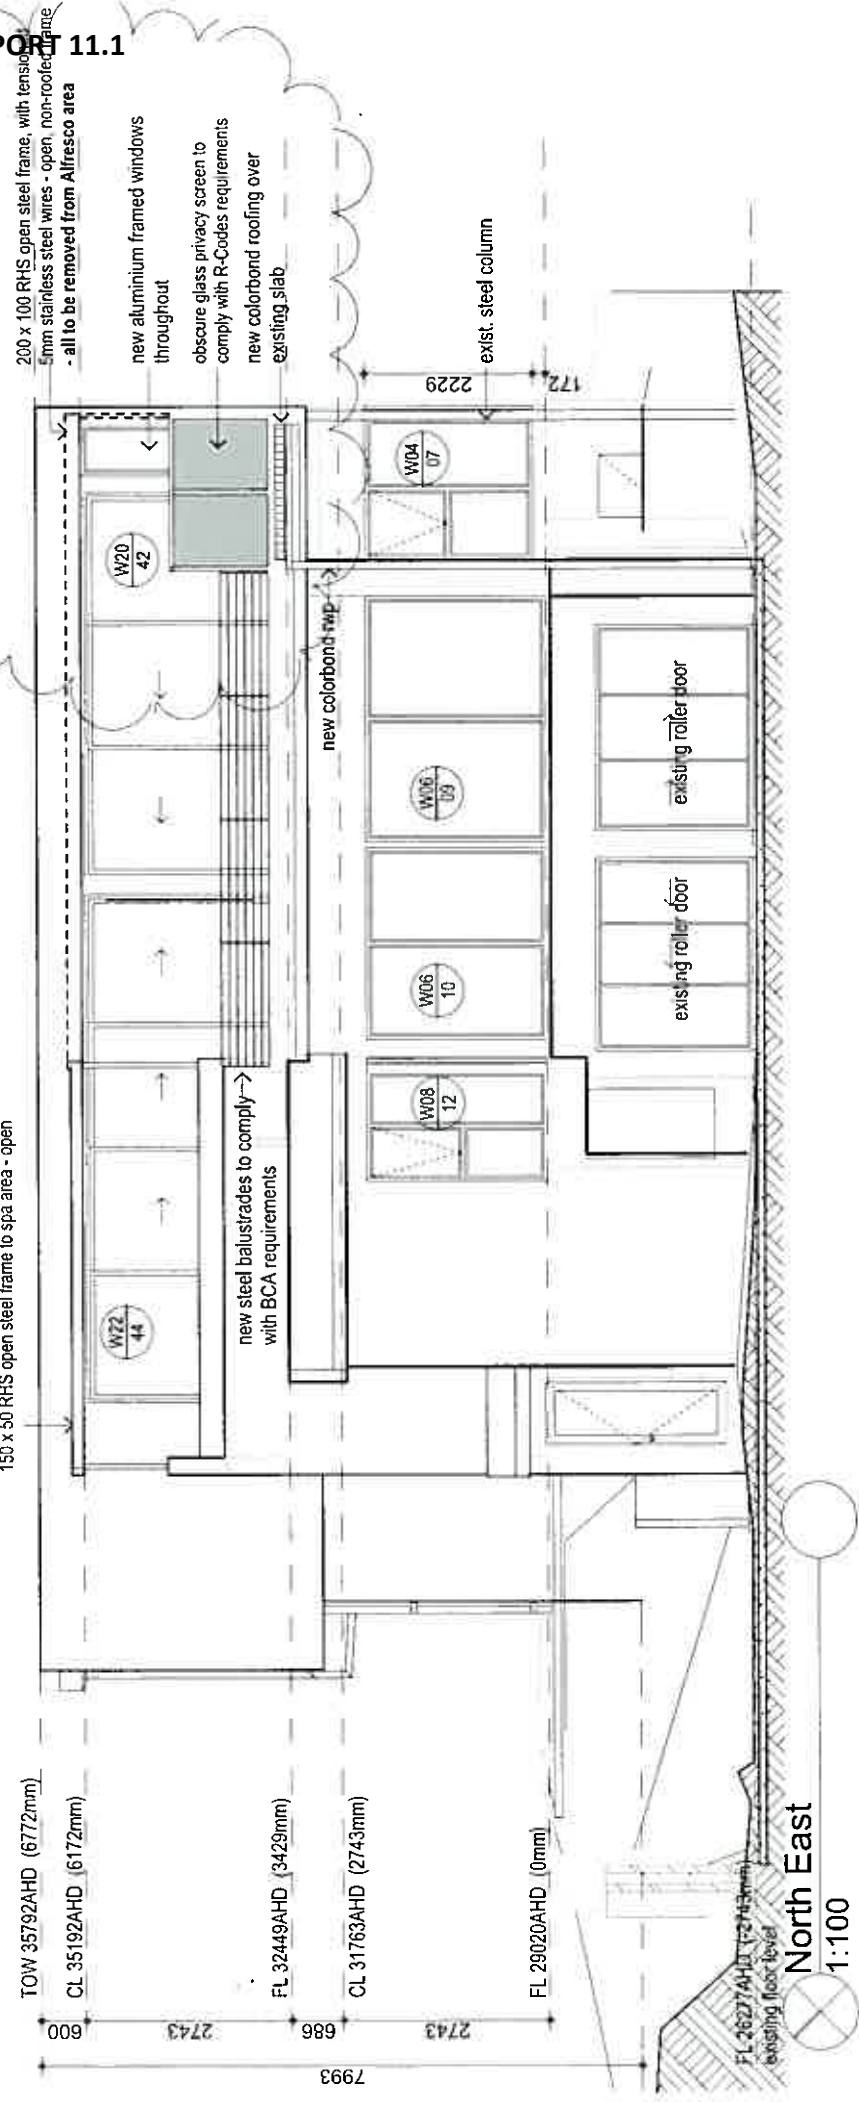 PORT 11.1
200 x 100 RHS open steel frame, with tension
5mm stainless steel wires - open, non-roofed frame
- all to be removed from Alfresco area
new aluminium framed windows
throughout
obscure glass privacy screen to
comply with R-Codes requirements
new colorbond roofing over
existing slab
exist. steel column
2229
172
150 x 50 RHS open steel frame to spa area - open
W22
44
W20
42
new steel balustrades to comply
with BCA requirements
new colorbond rwp
W08
12
W06
10
W06
09
W04
07
existing roller door
existing roller door
TOW 35792AHD (6772mm)
CL 35192AHD (6172mm)
FL 32449AHD (3429mm)
CL 31763AHD (2743mm)
FL 29020AHD (0mm)
FL 26277AHD (-2743mm)
existing floor level
600
2743
686
2743
7993
North East
1:100